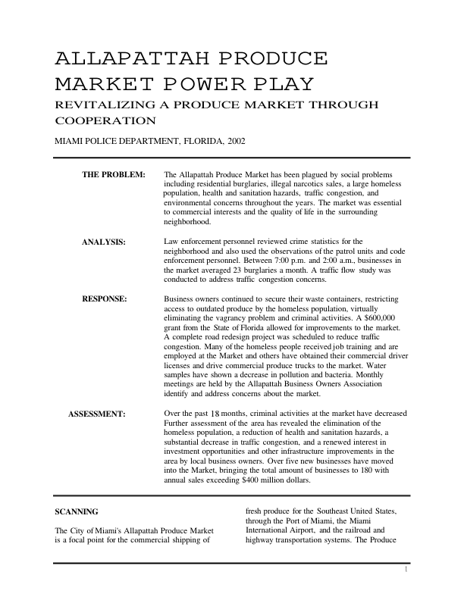 ALLAPATTAH PRODUCE
MARKET POWER PLAY
REVITALIZING A PRODUCE MARKET THROUGH
COOPERATION
MIAMI POLICE DEPARTMENT, FLORIDA, 2002
THE PROBLEM:
The Allapattah Produce Market has been plagued by social problems
including residential burglaries, illegal narcotics sales, a large homeless
population, health and sanitation hazards, traffic congestion, and
environmental concerns throughout the years. The market was essential
to commercial interests and the quality of life in the surrounding
neighborhood.
ANALYSIS:
Law enforcement personnel reviewed crime statistics for the
neighborhood and also used the observations of the patrol units and code
enforcement personnel. Between 7:00 p.m. and 2:00 a.m., businesses in
the market averaged 23 burglaries a month. A traffic flow study was
conducted to address traffic congestion concerns.
RESPONSE:
Business owners continued to secure their waste containers, restricting
access to outdated produce by the homeless population, virtually
eliminating the vagrancy problem and criminal activities. A $600,000
grant from the State of Florida allowed for improvements to the market.
A complete road redesign project was scheduled to reduce traffic
congestion. Many of the homeless people received job training and are
employed at the Market and others have obtained their commercial driver
licenses and drive commercial produce trucks to the market. Water
samples have shown a decrease in pollution and bacteria. Monthly
meetings are held by the Allapattah Business Owners Association
identify and address concerns about the market.
ASSESSMENT:
Over the past 18 months, criminal activities at the market have decreased
Further assessment of the area has revealed the elimination of the
homeless population, a reduction of health and sanitation hazards, a
substantial decrease in traffic congestion, and a renewed interest in
investment opportunities and other infrastructure improvements in the
area by local business owners. Over five new businesses have moved
into the Market, bringing the total amount of businesses to 180 with
annual sales exceeding $400 million dollars.
SCANNING
The City of Miami's Allapattah Produce Market
is a focal point for the commercial shipping of
fresh produce for the Southeast United States,
through the Port of Miami, the Miami
International Airport, and the railroad and
highway transportation systems. The Produce
1